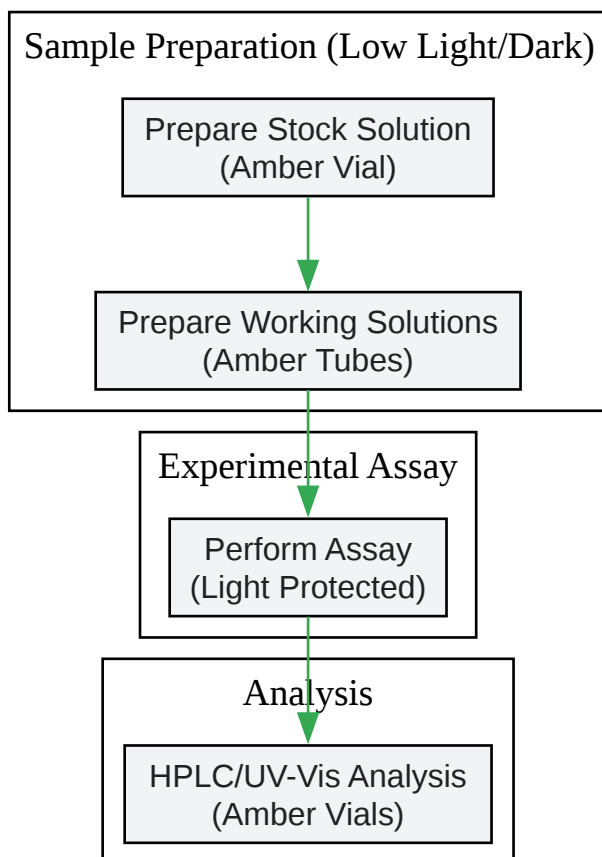 Sample Preparation (Low Light/Dark)
Prepare Stock Solution
(Amber Vial)
Prepare Working Solutions
(Amber Tubes)
Experimental Assay
Perform Assay
(Light Protected)
Analysis
HPLC/UV-Vis Analysis
(Amber Vials)